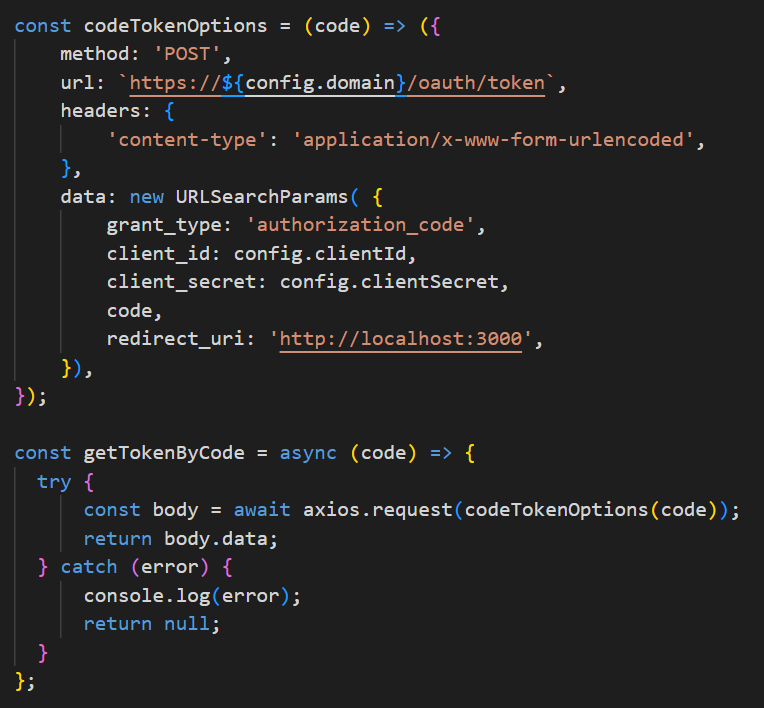 const codeTokenOptions = (code) => ({
    method: 'POST',
    url: `https://${config.domain}/oauth/token`,
    headers: {
        'content-type': 'application/x-www-form-urlencoded',
    },
    data: new URLSearchParams( {
        grant_type: 'authorization_code',
        client_id: config.clientId,
        client_secret: config.clientSecret,
        code,
        redirect_uri: 'http://localhost:3000',
    }),
});

const getTokenByCode = async (code) => {
  try {
      const body = await axios.request(codeTokenOptions(code));
      return body.data;
  } catch (error) {
      console.log(error);
      return null;
  }
};